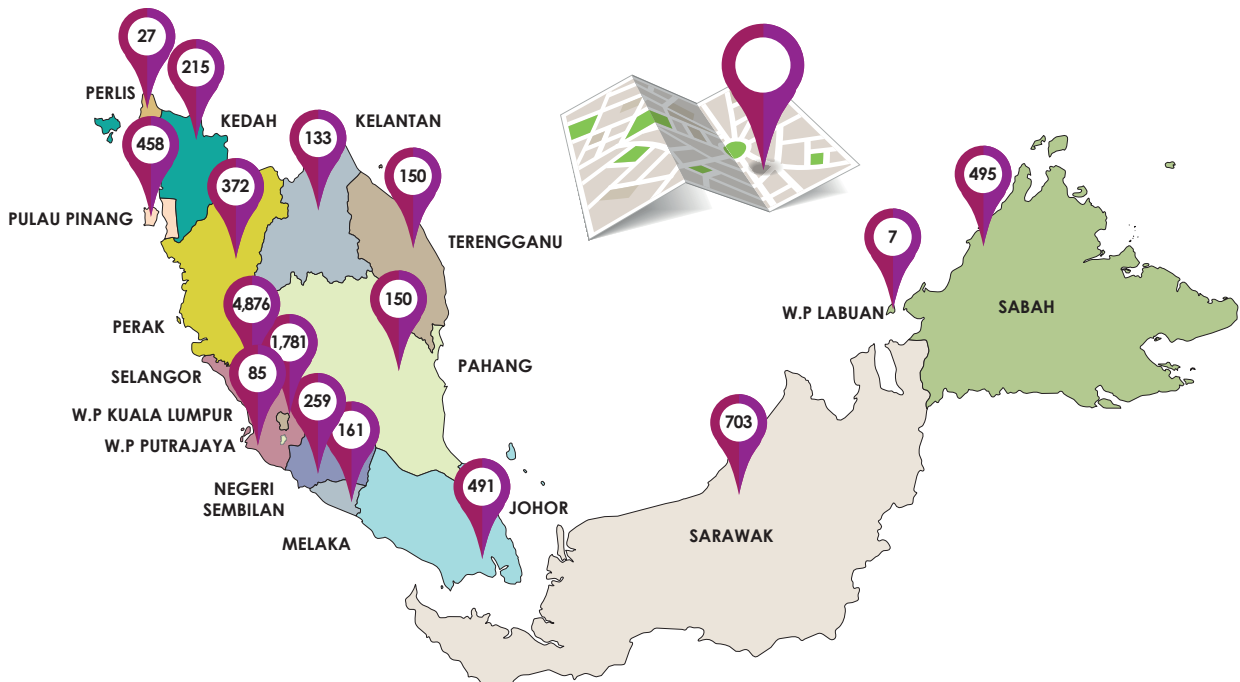 27
215
PERLIS
KEDAH
KELANTAN
133
458
372
150
495
PULAU PINANG
TERENGGANU
7
4,876
150
W.P LABUAN
SABAH
PERAK
1,781
PAHANG
SELANGOR
85
W.P KUALA LUMPUR
259
161
703
W.P PUTRAJAYA
NEGERI
SEMBILAN
491
JOHOR
MELAKA
SARAWAK